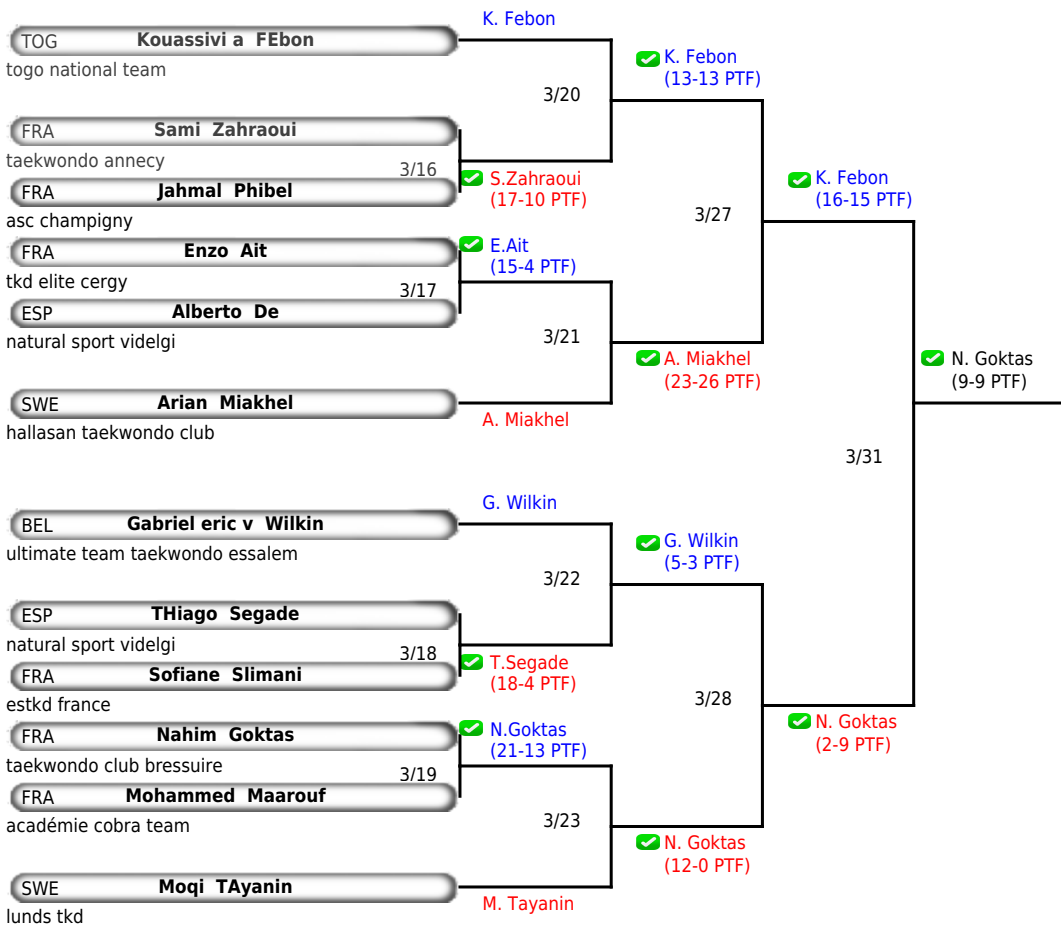 K. Febon
TOG Kouassivi a FEbon
togo national team
K. Febon
(13-13 PTF)
3/20
FRA Sami Zahraoui
taekwondo annecy
3/16
S.Zahraoui
(17-10 PTF)
FRA Jahmal Phibel
asc champigny
K. Febon
(16-15 PTF)
3/27
FRA Enzo Ait
tkd elite cergy
E.Ait
(15-4 PTF)
3/17
ESP Alberto De
natural sport videlgi
3/21
A. Miakhel
(23-26 PTF)
N. Goktas
(9-9 PTF)
SWE Arian Miakhel
hallasan taekwondo club
A. Miakhel
3/31
G. Wilkin
BEL Gabriel eric v Wilkin
ultimate team taekwondo essalem
G. Wilkin
(5-3 PTF)
3/22
ESP THiago Segade
natural sport videlgi
3/18
T.Segade
(18-4 PTF)
FRA Sofiane Slimani
estkd france
3/28
FRA Nahim Goktas
taekwondo club bressuire
N.Goktas
(21-13 PTF)
N. Goktas
(2-9 PTF)
3/19
FRA Mohammed Maarouf
académie cobra team
3/23
N. Goktas
(12-0 PTF)
SWE Moqi TAyanin
lunds tkd
M. Tayanin